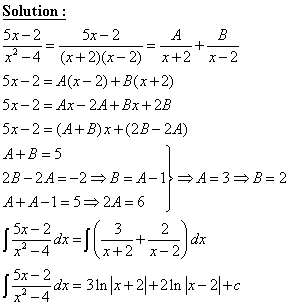 Solution :
(5x−2)/(x²−4) = (5x−2)/((x+2)(x−2)) = A/(x+2) + B/(x−2)
5x−2 = A(x−2)+B(x+2)
5x−2 = Ax−2A+Bx+2B
5x−2 = (A+B)x+(2B−2A)
A+B = 5
2B−2A = −2 ⇒ B = A−1 } ⇒ A = 3 ⇒ B = 2
A+A−1 = 5 ⇒ 2A = 6
∫ (5x−2)/(x²−4) dx = ∫ (3/(x+2) + 2/(x−2)) dx
∫ (5x−2)/(x²−4) dx = 3ln|x+2|+2ln|x−2|+c